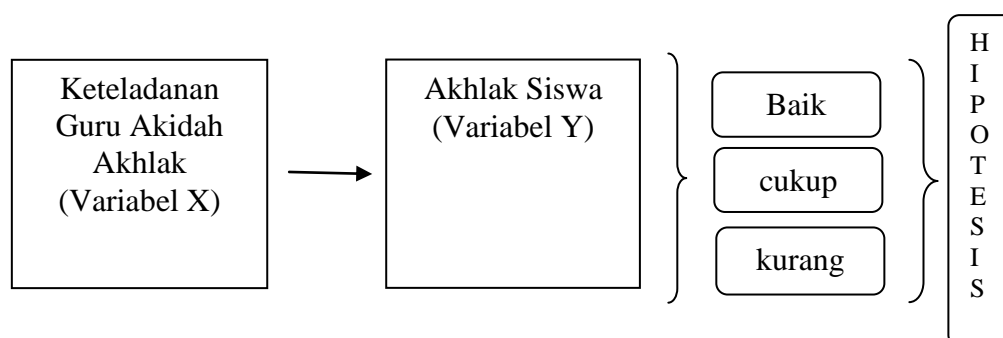 Keteladanan
Guru Akidah
Akhlak
(Variabel X)
Akhlak Siswa
(Variabel Y)
Baik
cukup
kurang
H
I
P
O
T
E
S
I
S